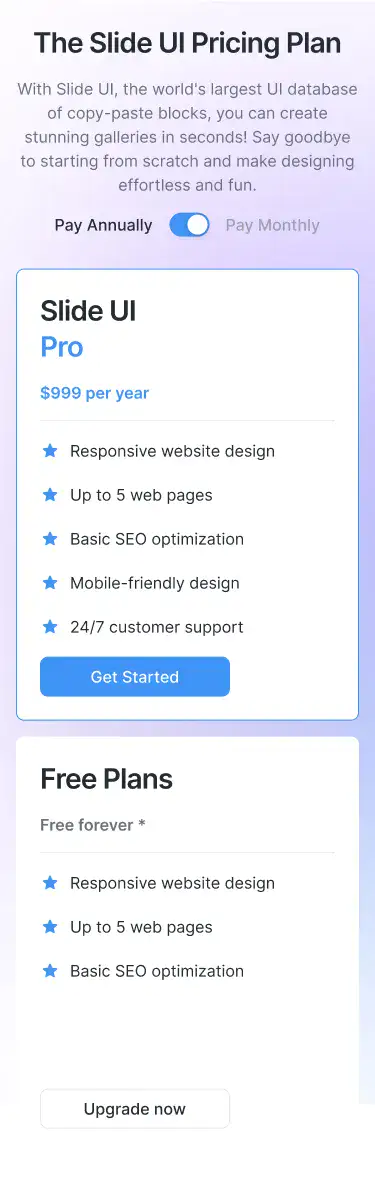 The Slide UI Pricing Plan
With Slide UI, the world's largest UI database
of copy-paste blocks, you can create
stunning galleries in seconds! Say goodbye
to starting from scratch and make designing
effortless and fun.
Pay Annually Pay Monthly
Slide UI
Pro
$999 per year
Responsive website design
Up to 5 web pages
Basic SEO optimization
Mobile-friendly design
24/7 customer support
Get Started
Free Plans
Free forever *
Responsive website design
Up to 5 web pages
Basic SEO optimization
Upgrade now